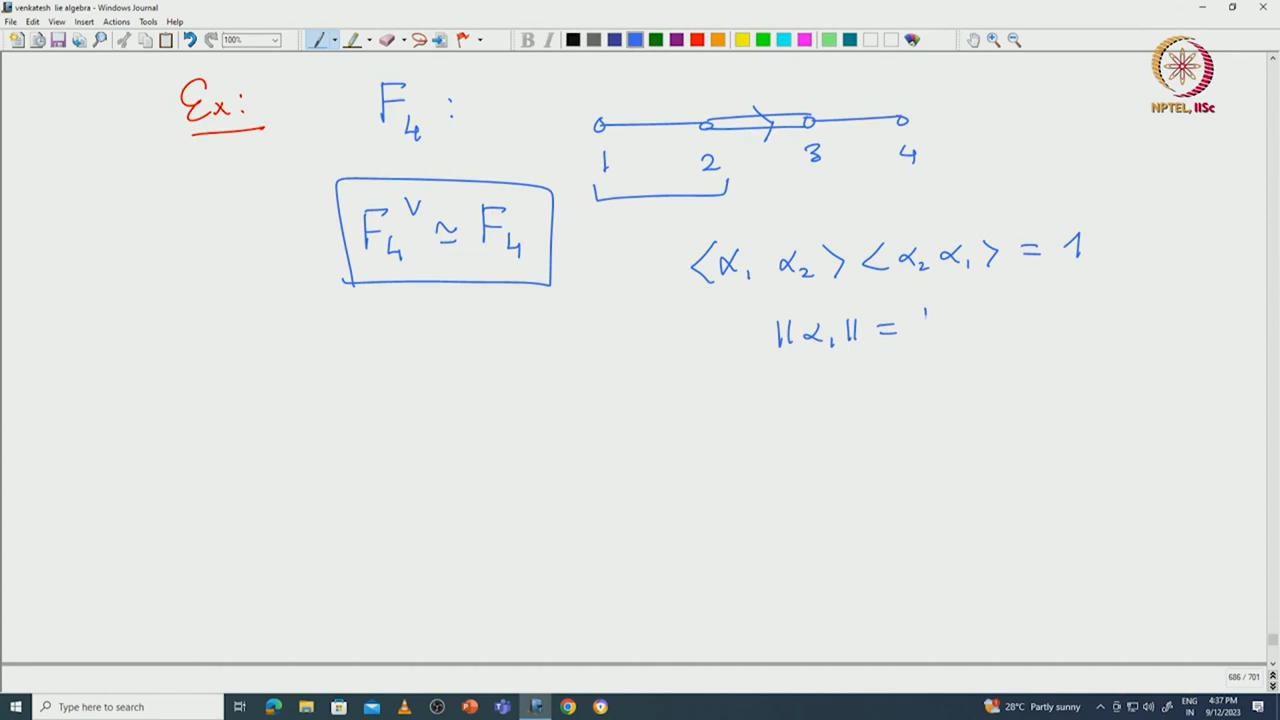 venkatesh lie algebra - Windows Journal
File Edit View Insert Actions Tools Help
100%
B I
NPTEL, IISc
Ex: F₄ :
1 2 3 4
F₄^∨ ≃ F₄
⟨α₁ α₂⟩ ⟨α₂ α₁⟩ = 1
||α₁|| =
686 / 701
Type here to search
28°C Partly sunny
ENG
IN
4:37 PM
9/12/2023